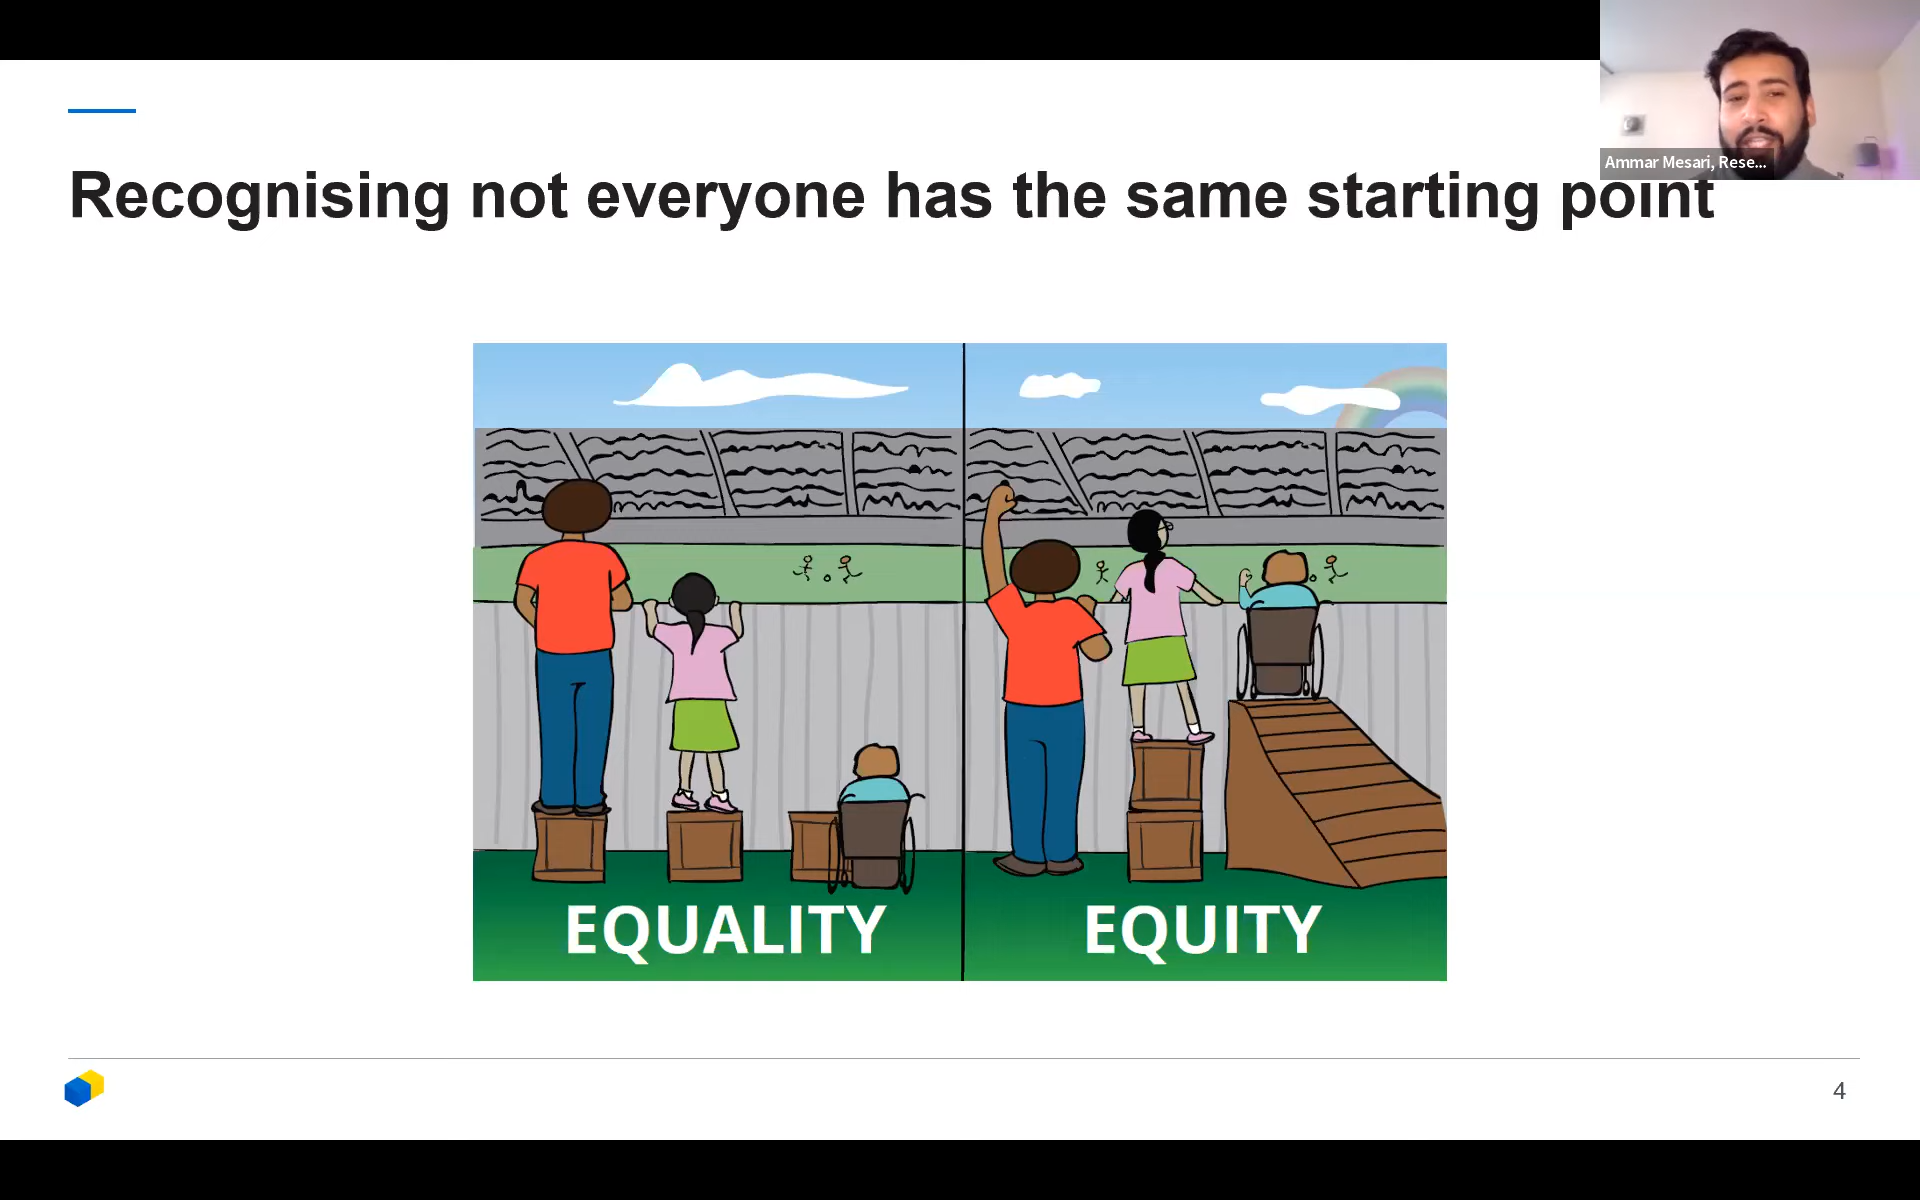 Ammar Mesari, Rese...
Recognising not everyone has the same starting point
EQUALITY
EQUITY
4